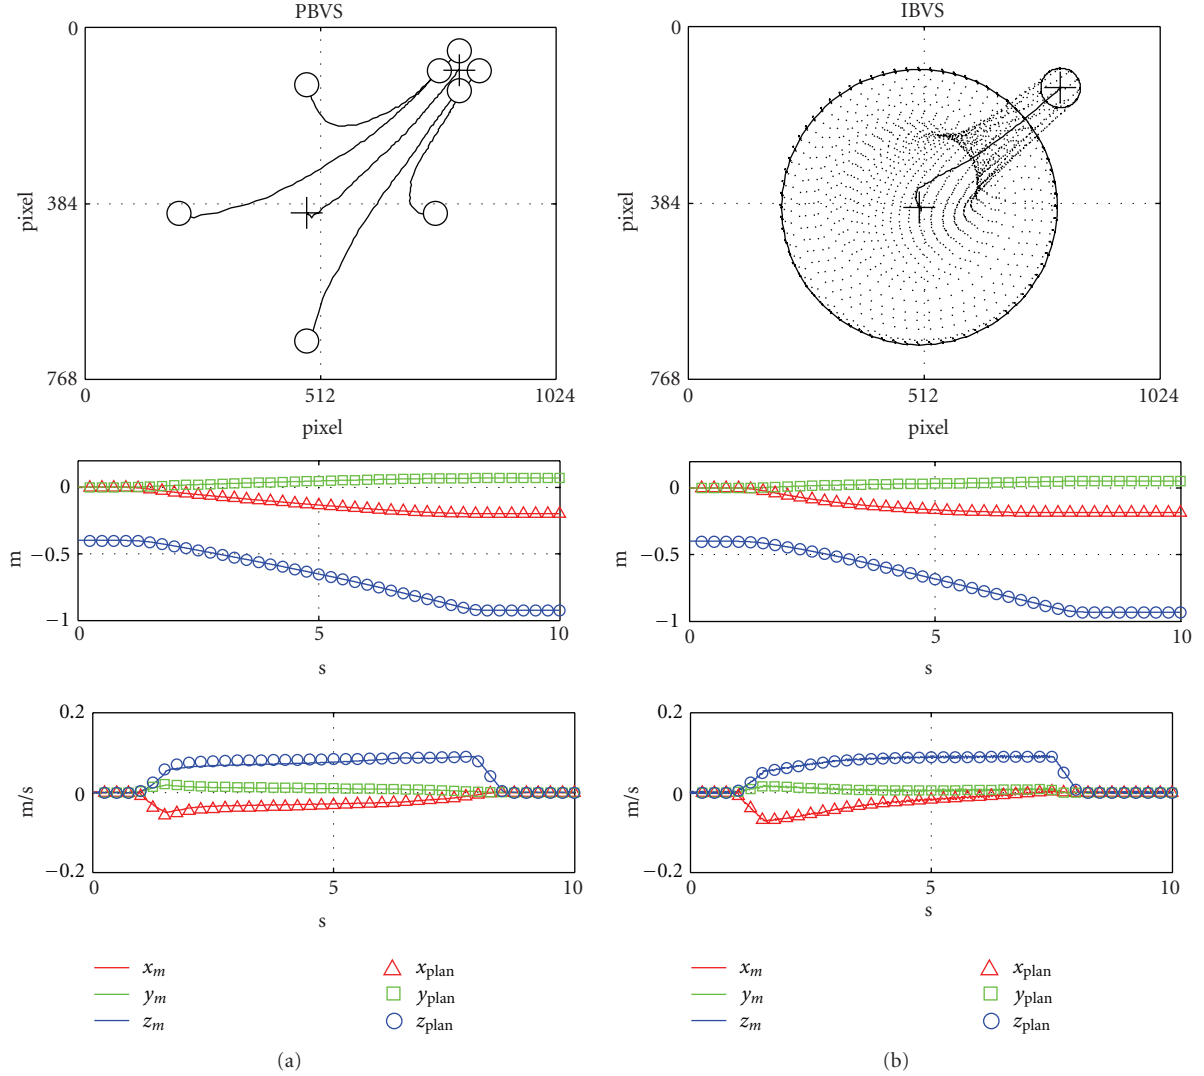 PBVS
0
384
768
pixel
0
512
1024
pixel
0
−0.5
−1
m
0
5
10
s
0.2
0
−0.2
m/s
0
5
10
s
x_m
x_plan
y_m
y_plan
z_m
z_plan
(a)
IBVS
0
384
768
pixel
0
512
1024
pixel
0
−0.5
−1
m
0
5
10
s
0.2
0
−0.2
m/s
0
5
10
s
x_m
x_plan
y_m
y_plan
z_m
z_plan
(b)